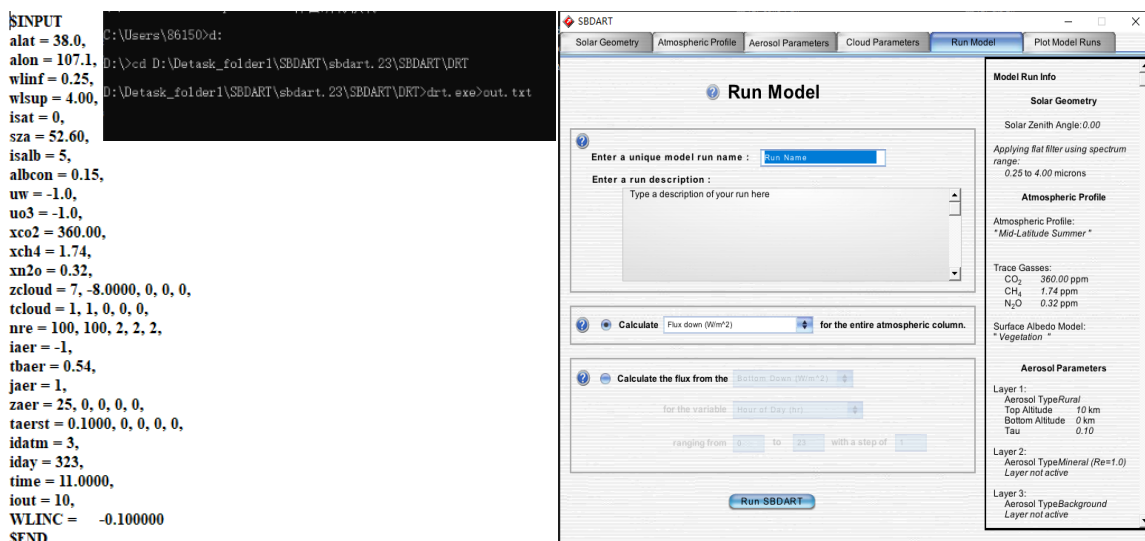 $INPUT
alat = 38.0,
alon = 107.1,
wlinf = 0.25,
wlsup = 4.00,
isat = 0,
sza = 52.60,
isalb = 5,
albcon = 0.15,
uw = -1.0,
uo3 = -1.0,
xco2 = 360.00,
xch4 = 1.74,
xn2o = 0.32,
zcloud = 7, -8.0000, 0, 0, 0,
tcloud = 1, 1, 0, 0, 0,
nre = 100, 100, 2, 2, 2,
iaer = -1,
tbaer = 0.54,
jaer = 1,
zaer = 25, 0, 0, 0, 0,
taerst = 0.1000, 0, 0, 0, 0,
idatm = 3,
iday = 323,
time = 11.0000,
iout = 10,
WLINC = -0.100000
$END
C:\Users\86150>d:
D:\>cd D:\Detask_folder1\SBDART\sbdart.23\SBDART\DRT
D:\Detask_folder1\SBDART\sbdart.23\SBDART\DRT>drt.exe>out.txt
SBDART
Solar Geometry
Atmospheric Profile
Aerosol Parameters
Cloud Parameters
Run Model
Plot Model Runs
Run Model
Enter a unique model run name :
Run Name
Enter a run description :
Type a description of your run here
Calculate Flux down (W/m^2) for the entire atmospheric column.
Calculate the flux from the Bottom Down (W/m^2)
for the variable Hour of Day (hr)
ranging from 0 to 23 with a step of 1
Run SBDART
Model Run Info
Solar Geometry
Solar Zenith Angle:0.00
Applying flat filter using spectrum
range:
0.25 to 4.00 microns
Atmospheric Profile
Atmospheric Profile:
"Mid-Latitude Summer "
Trace Gasses:
CO2 360.00 ppm
CH4 1.74 ppm
N2O 0.32 ppm
Surface Albedo Model:
" Vegetation "
Aerosol Parameters
Layer 1:
Aerosol TypeRural
Top Altitude 10 km
Bottom Altitude 0 km
Tau 0.10
Layer 2:
Aerosol TypeMineral (Re=1.0)
Layer not active
Layer 3:
Aerosol TypeBackground
Layer not active